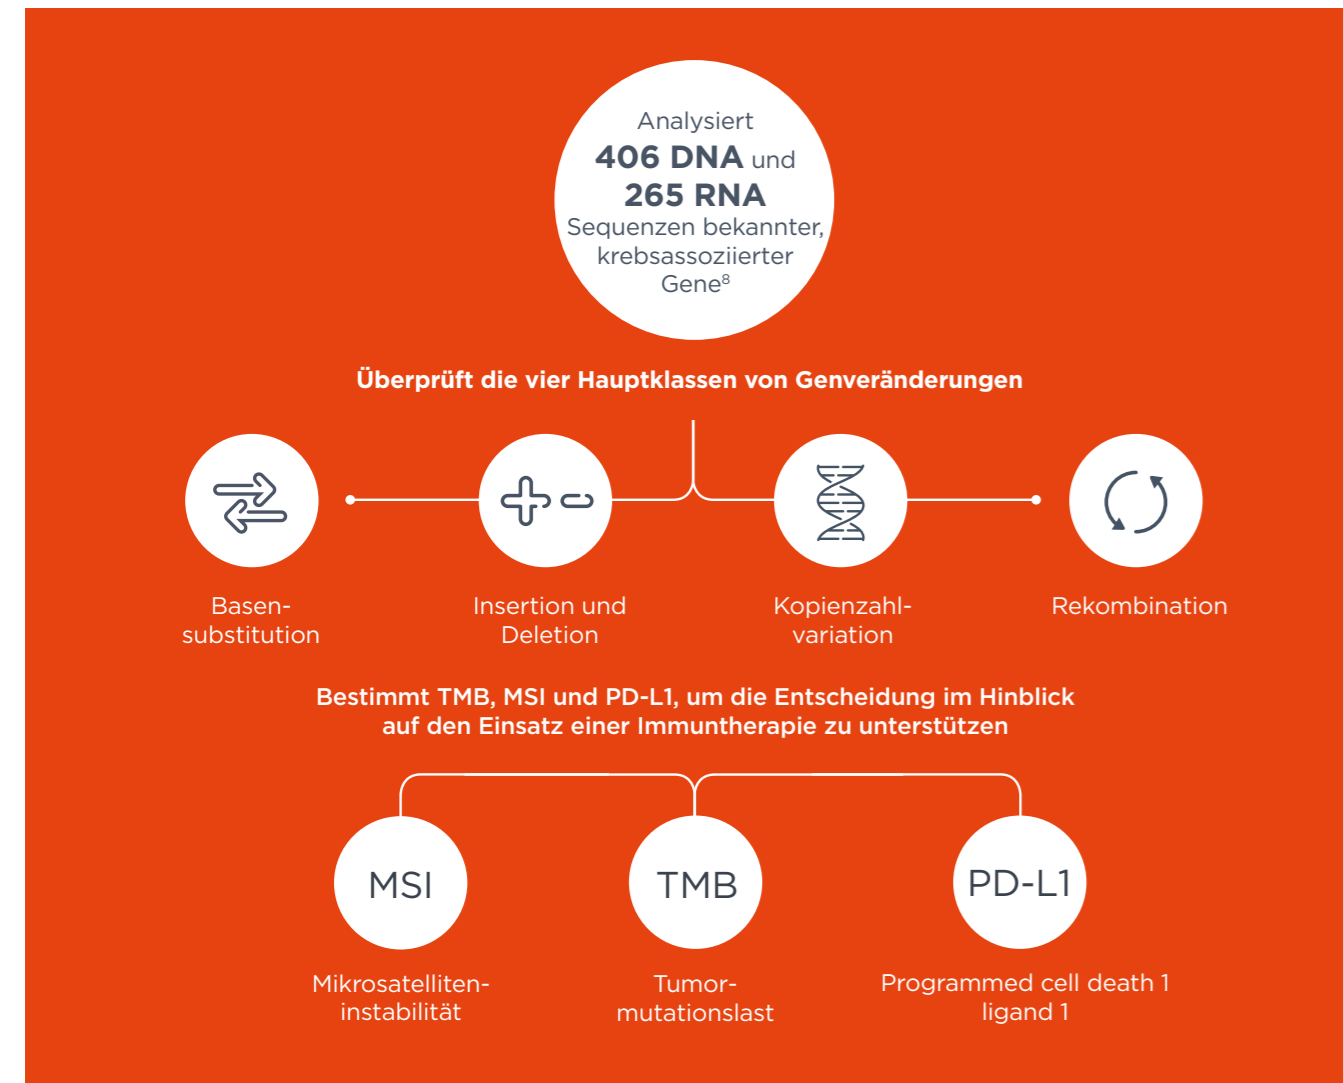 Analysiert
406 DNA und
265 RNA
Sequenzen bekannter,
krebsassoziierter
Gene⁸
Überprüft die vier Hauptklassen von Genveränderungen
Basen-
substitution
Insertion und
Deletion
Kopienzahl-
variation
Rekombination
Bestimmt TMB, MSI und PD-L1, um die Entscheidung im Hinblick
auf den Einsatz einer Immuntherapie zu unterstützen
MSI
TMB
PD-L1
Mikrosatelliten-
instabilität
Tumor-
mutationslast
Programmed cell death 1
ligand 1